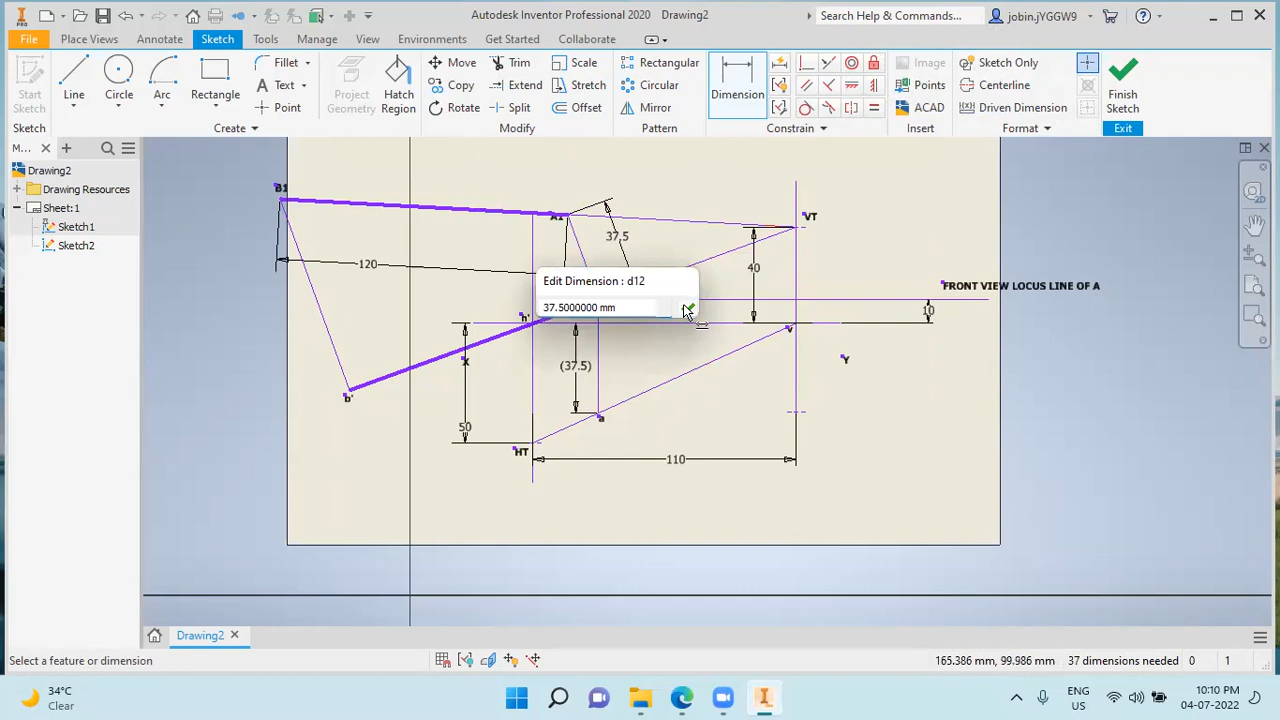 I PRO Autodesk Inventor Professional 2020 Drawing2 Search Help & Commands... jobin.jYGGW9
File Place Views Annotate Sketch Tools Manage View Environments Get Started Collaborate
Start Sketch Line Circle Arc Rectangle Fillet Text Point Project Geometry Hatch Region
Move Trim Scale Copy Extend Stretch Rotate Split Offset
Rectangular Circular Mirror Dimension Image Points ACAD
Sketch Only Centerline Driven Dimension Finish Sketch
Sketch Create Modify Pattern Constrain Insert Format Exit
M...
Drawing2
Drawing Resources
Sheet:1
Sketch1
Sketch2
B1
A1
VT
37.5
120
40
Edit Dimension : d12
37.5000000 mm
FRONT VIEW LOCUS LINE OF A
10
h'
v
X
(37.5)
Y
b'
a
50
HT
110
Drawing2
Select a feature or dimension 165.386 mm, 99.986 mm 37 dimensions needed 0 1
34°C
Clear
ENG
US
10:10 PM
04-07-2022